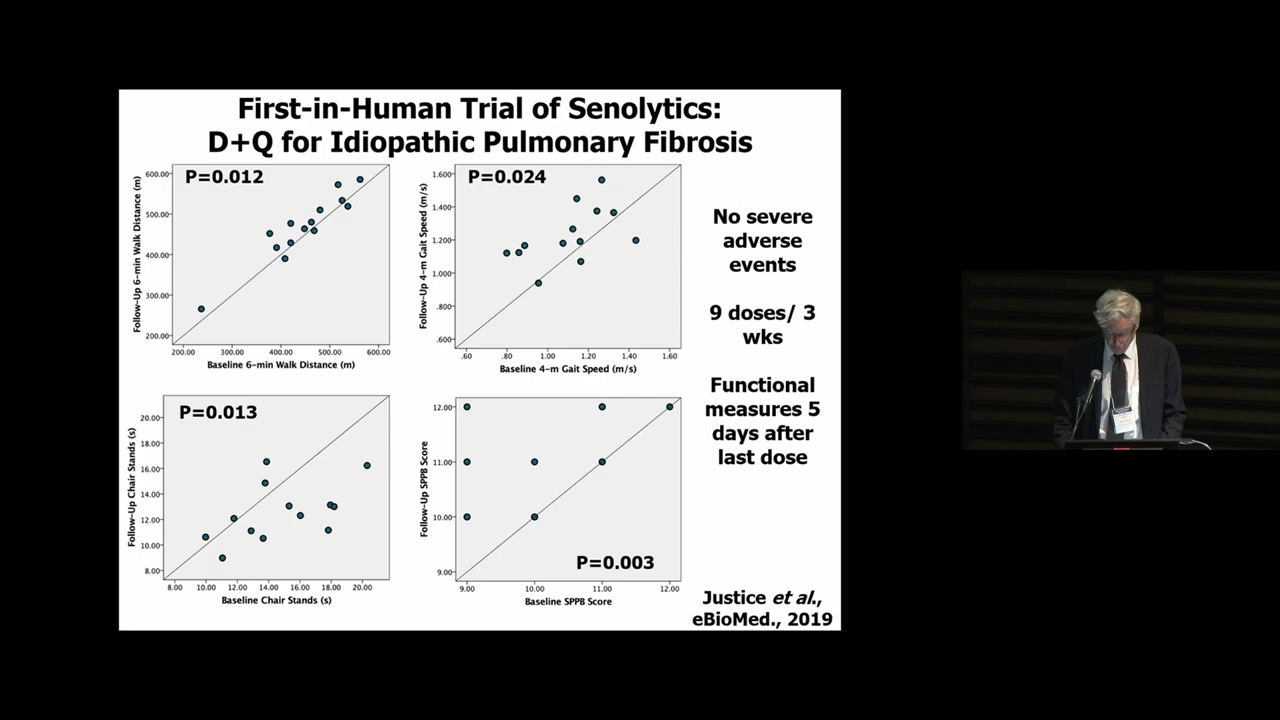 First-in-Human Trial of Senolytics:
D+Q for Idiopathic Pulmonary Fibrosis
P=0.012
Follow-Up 6-min Walk Distance (m)
600.00
500.00
400.00
300.00
200.00
200.00 300.00 400.00 500.00 600.00
Baseline 6-min Walk Distance (m)
P=0.024
Follow-Up 4-m Gait Speed (m/s)
1.600
1.400
1.200
1.000
.800
.600
.60 .80 1.00 1.20 1.40 1.60
Baseline 4-m Gait Speed (m/s)
P=0.013
Follow-Up Chair Stands (s)
20.00
18.00
16.00
14.00
12.00
10.00
8.00
8.00 10.00 12.00 14.00 16.00 18.00 20.00
Baseline Chair Stands (s)
Follow-Up SPPB Score
12.00
11.00
10.00
9.00
P=0.003
9.00 10.00 11.00 12.00
Baseline SPPB Score
No severe
adverse
events
9 doses/ 3
wks
Functional
measures 5
days after
last dose
Justice et al.,
eBioMed., 2019